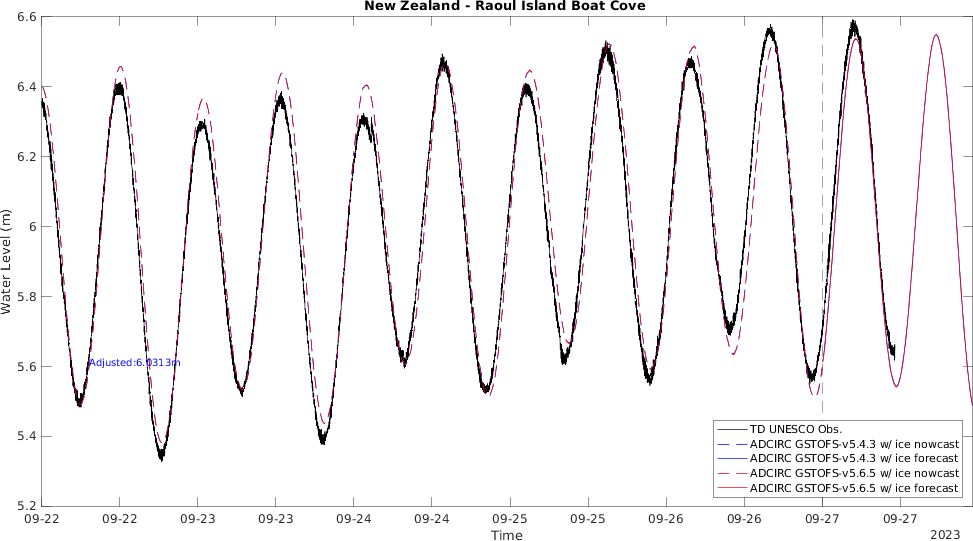 New Zealand - Raoul Island Boat Cove
6.6
6.4
6.2
6
5.8
5.6
5.4
5.2
Water Level (m)
Adjusted:6.0313m
TD UNESCO Obs.
ADCIRC GSTOFS-v5.4.3 w/ ice nowcast
ADCIRC GSTOFS-v5.4.3 w/ ice forecast
ADCIRC GSTOFS-v5.6.5 w/ ice nowcast
ADCIRC GSTOFS-v5.6.5 w/ ice forecast
09-22 09-22 09-23 09-23 09-24 09-24 09-25 09-25 09-26 09-26 09-27 09-27
Time
2023